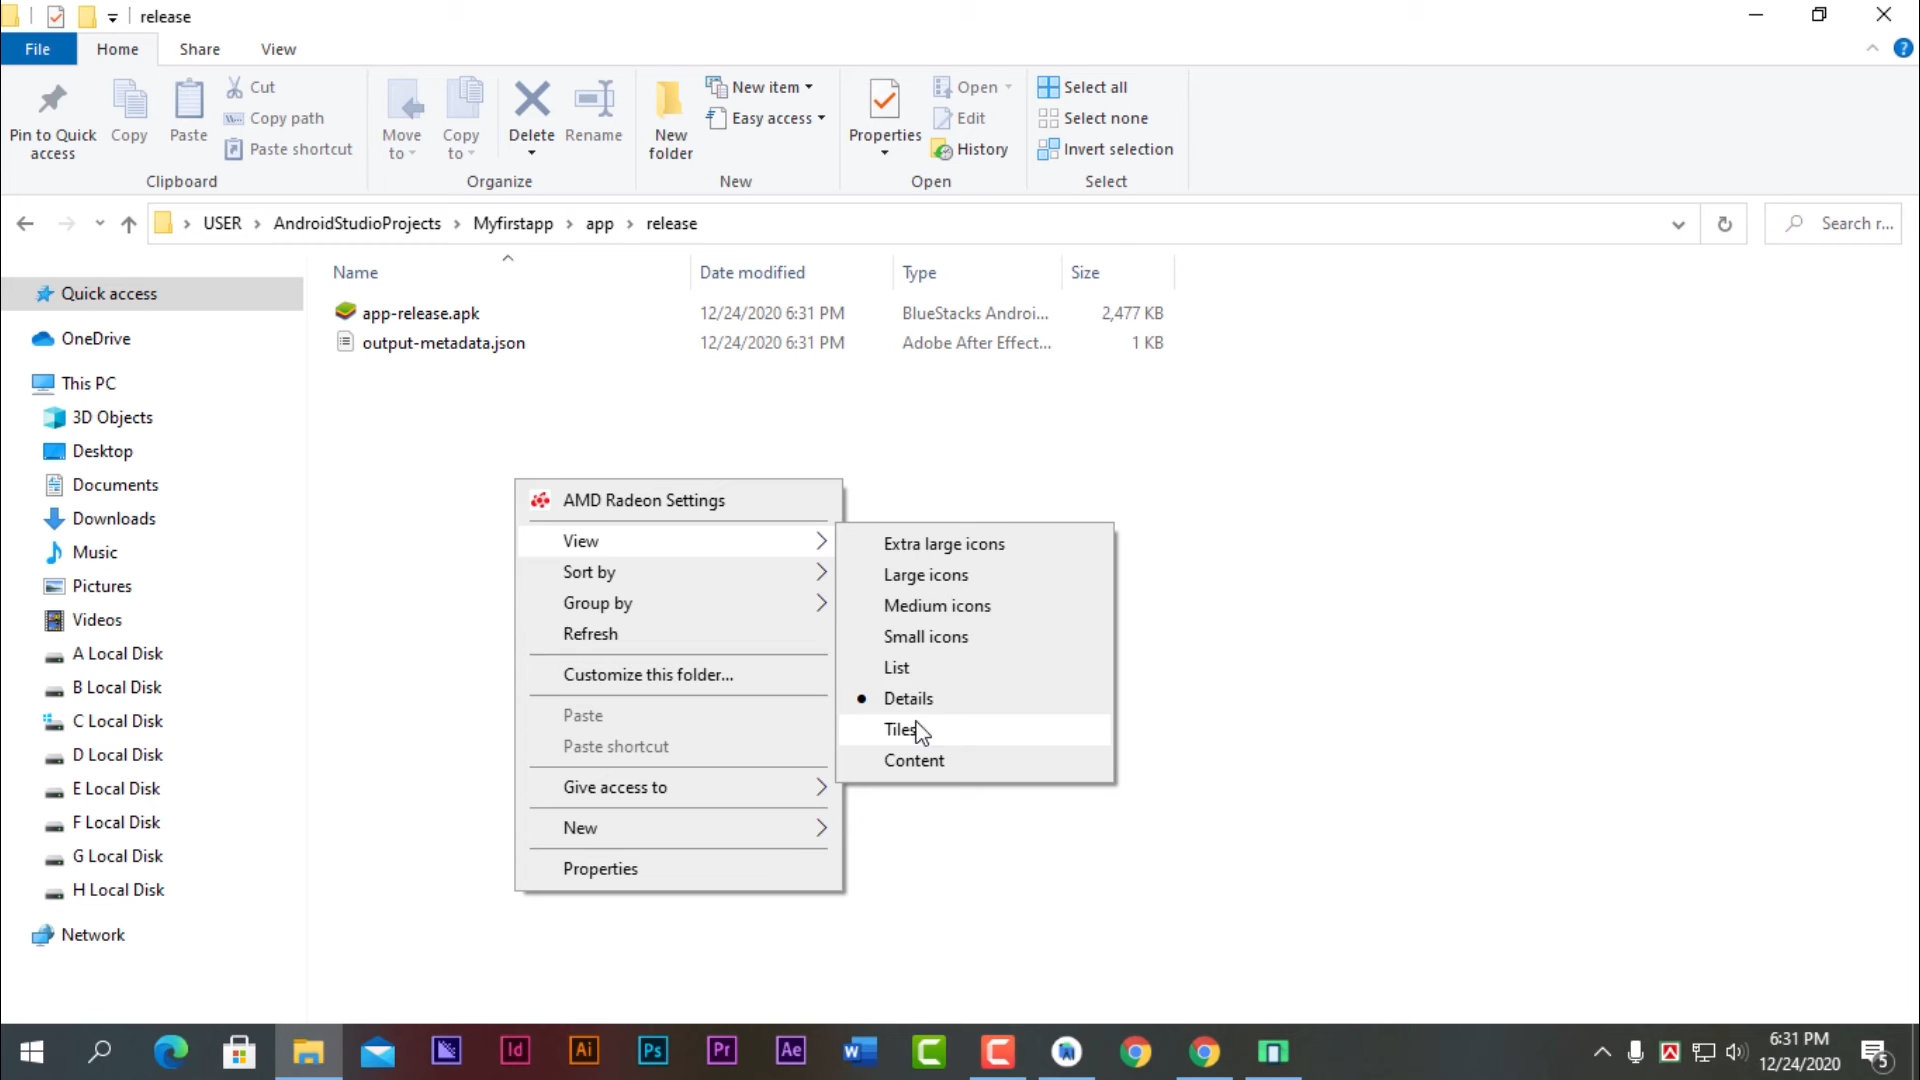 release
File Home Share View
Pin to Quick access
Copy
Paste
Cut
Copy path
Paste shortcut
Clipboard
Move to
Copy to
Delete
Rename
Organize
New folder
New item
Easy access
New
Properties
Open
Edit
History
Open
Select all
Select none
Invert selection
Select
USER > AndroidStudioProjects > Myfirstapp > app > release
Search r...
Name Date modified Type Size
app-release.apk 12/24/2020 6:31 PM BlueStacks Androi... 2,477 KB
output-metadata.json 12/24/2020 6:31 PM Adobe After Effect... 1 KB
Quick access
OneDrive
This PC
3D Objects
Desktop
Documents
Downloads
Music
Pictures
Videos
A Local Disk
B Local Disk
C Local Disk
D Local Disk
E Local Disk
F Local Disk
G Local Disk
H Local Disk
Network
AMD Radeon Settings
View
Sort by
Group by
Refresh
Customize this folder...
Paste
Paste shortcut
Give access to
New
Properties
Extra large icons
Large icons
Medium icons
Small icons
List
Details
Tiles
Content
Id Ai Ps Pr Ae W
6:31 PM
12/24/2020
5